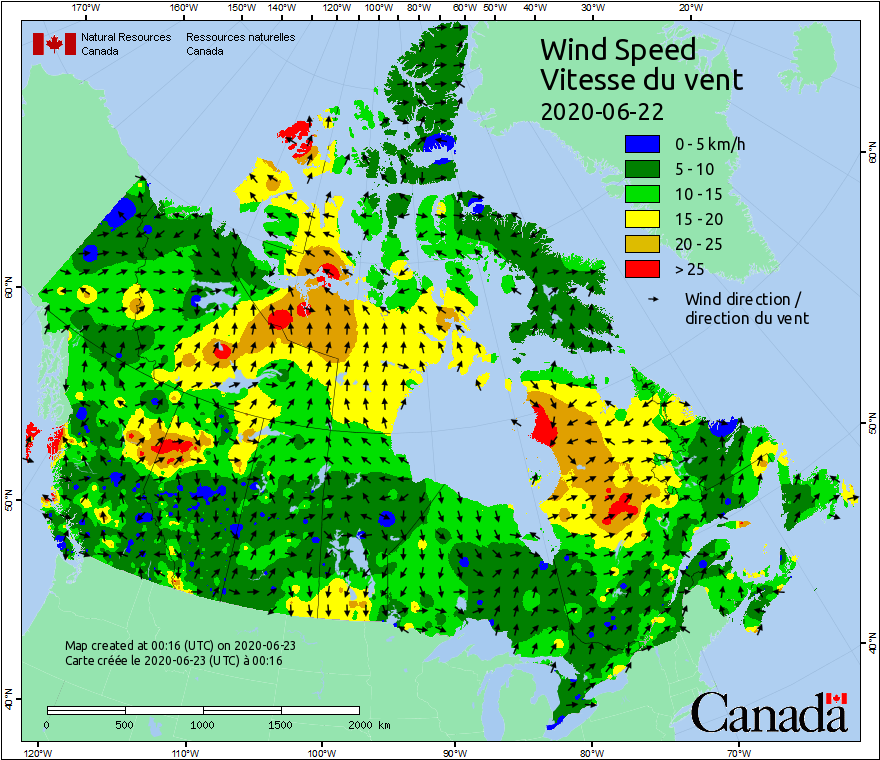 170°W 160°W 150°W 140°W 120°W 100°W 80°W 60°W 50°W 40°W 30°W 20°W
Natural Resources Ressources naturelles
Canada Canada
Wind Speed
Vitesse du vent
2020-06-22
0 - 5 km/h
5 - 10
10 - 15
15 - 20
20 - 25
> 25
Wind direction /
direction du vent
60°N
60°N
50°N
50°N
40°N
40°N
Map created at 00:16 (UTC) on 2020-06-23
Carte créée le 2020-06-23 (UTC) à 00:16
0 500 1000 1500 2000 km
Canada
120°W 110°W 100°W 90°W 80°W 70°W